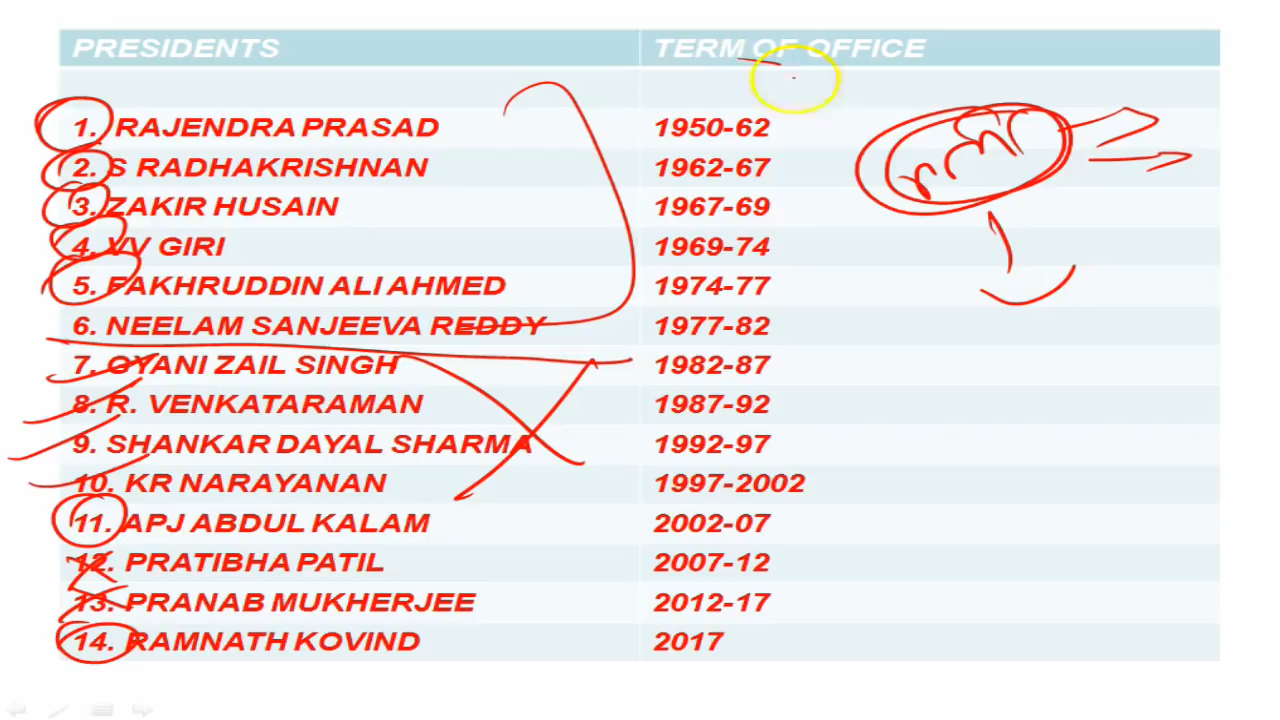 PRESIDENTS TERM OF OFFICE
1. RAJENDRA PRASAD 1950-62
2. S RADHAKRISHNAN 1962-67
3. ZAKIR HUSAIN 1967-69
4. VV GIRI 1969-74
5. FAKHRUDDIN ALI AHMED 1974-77
6. NEELAM SANJEEVA REDDY 1977-82
7. GYANI ZAIL SINGH 1982-87
8. R. VENKATARAMAN 1987-92
9. SHANKAR DAYAL SHARMA 1992-97
10. KR NARAYANAN 1997-2002
11. APJ ABDUL KALAM 2002-07
12. PRATIBHA PATIL 2007-12
13. PRANAB MUKHERJEE 2012-17
14. RAMNATH KOVIND 2017